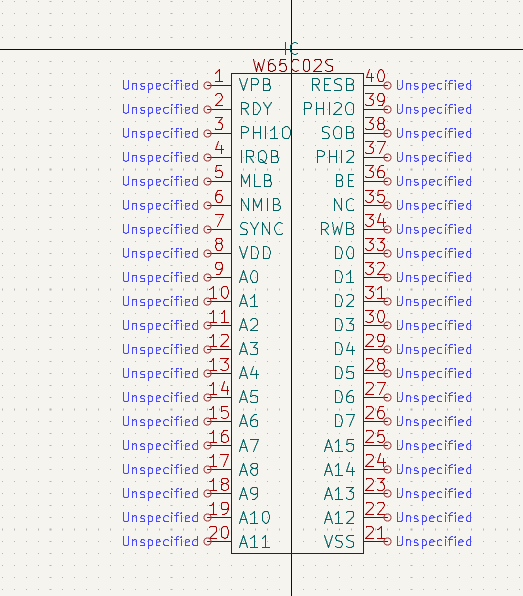 IC
W65C02S
Unspecified 1 VPB RESB 40 Unspecified
Unspecified 2 RDY PHI2O 39 Unspecified
Unspecified 3 PHI1O SOB 38 Unspecified
Unspecified 4 IRQB PHI2 37 Unspecified
Unspecified 5 MLB BE 36 Unspecified
Unspecified 6 NMIB NC 35 Unspecified
Unspecified 7 SYNC RWB 34 Unspecified
Unspecified 8 VDD D0 33 Unspecified
Unspecified 9 A0 D1 32 Unspecified
Unspecified 10 A1 D2 31 Unspecified
Unspecified 11 A2 D3 30 Unspecified
Unspecified 12 A3 D4 29 Unspecified
Unspecified 13 A4 D5 28 Unspecified
Unspecified 14 A5 D6 27 Unspecified
Unspecified 15 A6 D7 26 Unspecified
Unspecified 16 A7 A15 25 Unspecified
Unspecified 17 A8 A14 24 Unspecified
Unspecified 18 A9 A13 23 Unspecified
Unspecified 19 A10 A12 22 Unspecified
Unspecified 20 A11 VSS 21 Unspecified